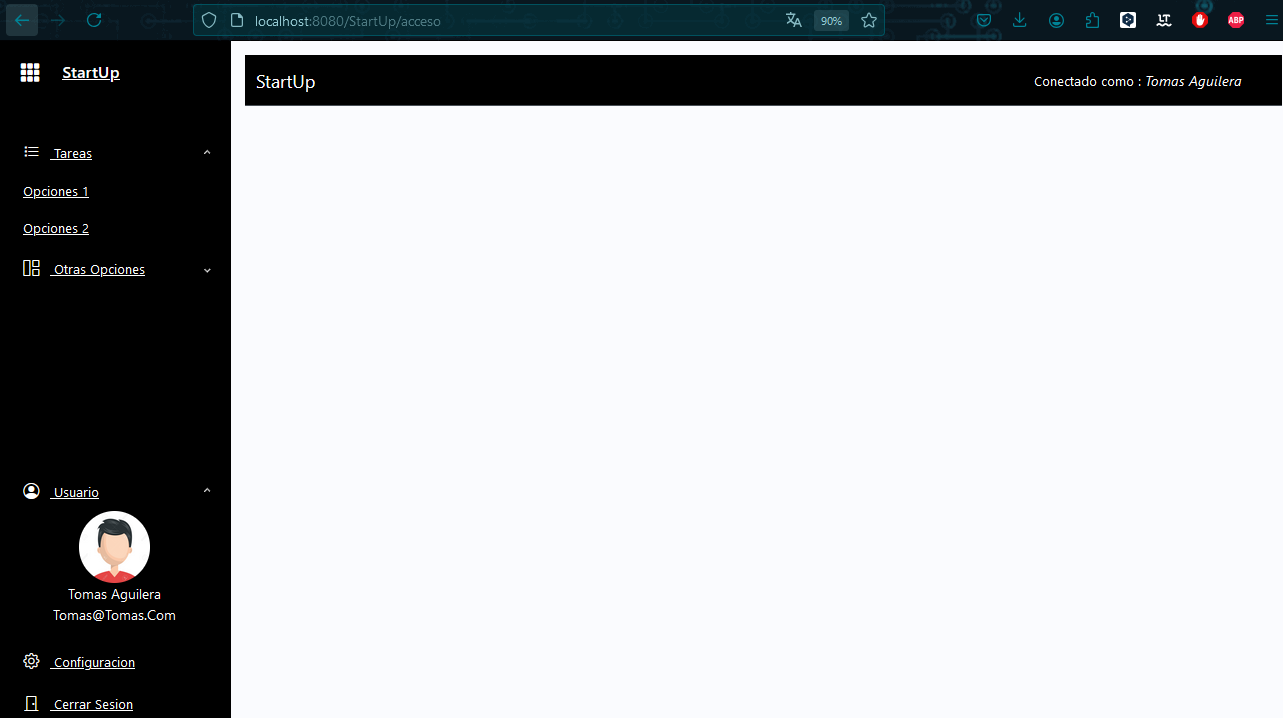 localhost:8080/StartUp/acceso
90%
LT
ABP
StartUp
StartUp
Conectado como : Tomas Aguilera
Tareas
Opciones 1
Opciones 2
Otras Opciones
Usuario
Tomas Aguilera
Tomas@Tomas.Com
Configuracion
Cerrar Sesion